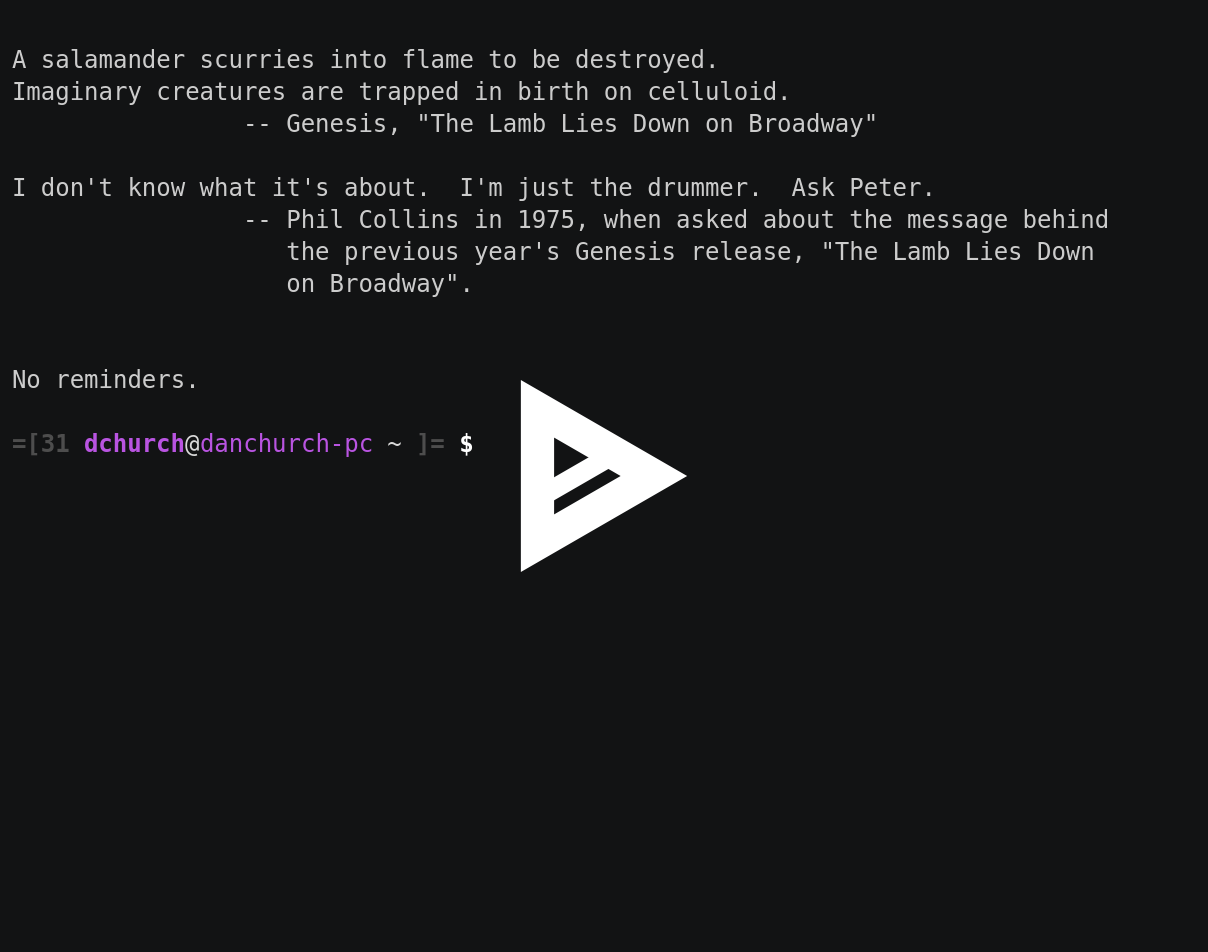 A salamander scurries into flame to be destroyed.
Imaginary creatures are trapped in birth on celluloid.
                -- Genesis, "The Lamb Lies Down on Broadway"

I don't know what it's about.  I'm just the drummer.  Ask Peter.
                -- Phil Collins in 1975, when asked about the message behind
                   the previous year's Genesis release, "The Lamb Lies Down
                   on Broadway".

No reminders.

=[31 dchurch@danchurch-pc ~ ]= $